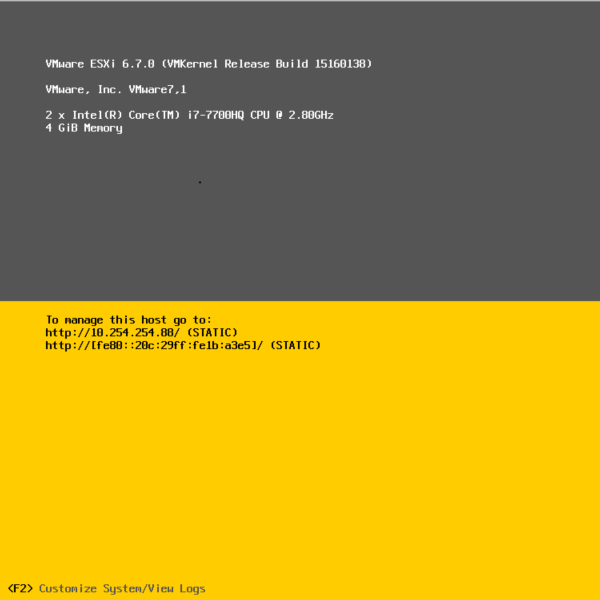 VMware ESXi 6.7.0 (VMKernel Release Build 15160138)
VMware, Inc. VMware7,1
2 x Intel(R) Core(TM) i7-7700HQ CPU @ 2.80GHz
4 GiB Memory
To manage this host go to:
http://10.254.254.80/ (STATIC)
http://[fe80::20c:29ff:fe1b:a3e5]/ (STATIC)
<F2> Customize System/View Logs